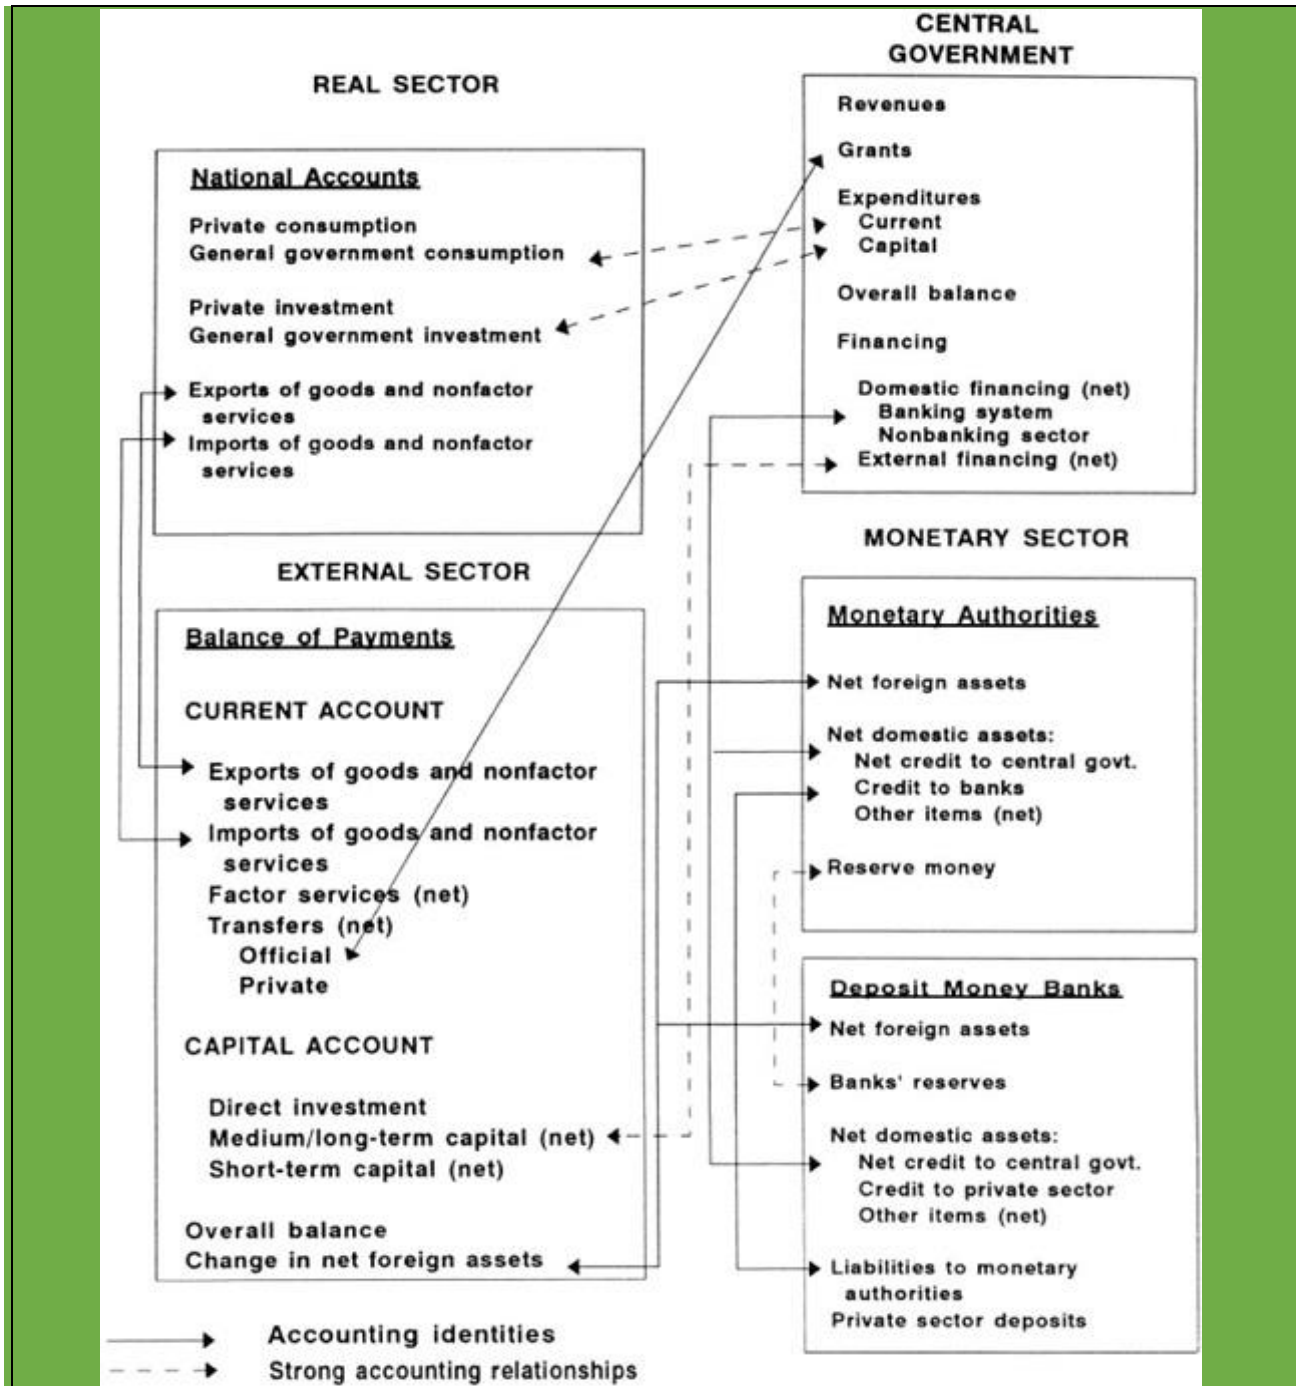 REAL SECTOR
National Accounts
Private consumption
General government consumption
Private investment
General government investment
Exports of goods and nonfactor
services
Imports of goods and nonfactor
services
EXTERNAL SECTOR
Balance of Payments
CURRENT ACCOUNT
Exports of goods and nonfactor
services
Imports of goods and nonfactor
services
Factor services (net)
Transfers (net)
Official
Private
CAPITAL ACCOUNT
Direct investment
Medium/long-term capital (net)
Short-term capital (net)
Overall balance
Change in net foreign assets
CENTRAL
GOVERNMENT
Revenues
Grants
Expenditures
Current
Capital
Overall balance
Financing
Domestic financing (net)
Banking system
Nonbanking sector
External financing (net)
MONETARY SECTOR
Monetary Authorities
Net foreign assets
Net domestic assets:
Net credit to central govt.
Credit to banks
Other items (net)
Reserve money
Deposit Money Banks
Net foreign assets
Banks' reserves
Net domestic assets:
Net credit to central govt.
Credit to private sector
Other items (net)
Liabilities to monetary
authorities
Private sector deposits
Accounting identities
Strong accounting relationships